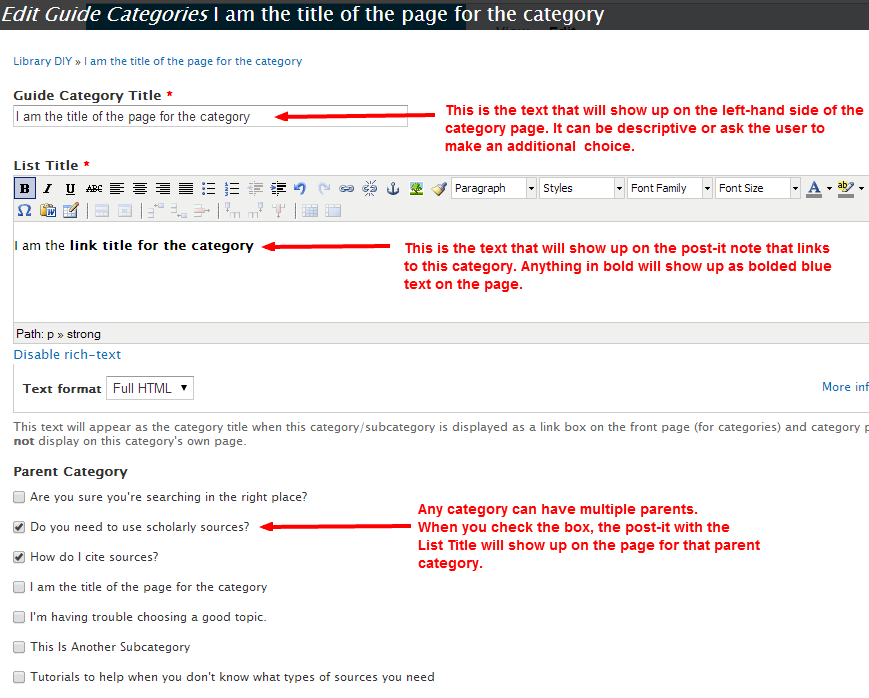 Edit Guide Categories I am the title of the page for the category
Library DIY » I am the title of the page for the category
Guide Category Title *
I am the title of the page for the category
This is the text that will show up on the left-hand side of the
category page. It can be descriptive or ask the user to
make an additional choice.
List Title *
B I U ABC Paragraph Styles Font Family Font Size A ab
Ω
I am the link title for the category
This is the text that will show up on the post-it note that links
to this category. Anything in bold will show up as bolded blue
text on the page.
Path: p » strong
Disable rich-text
Text format Full HTML
More inf
This text will appear as the category title when this category/subcategory is displayed as a link box on the front page (for categories) and category p
not display on this category's own page.
Parent Category
Are you sure you're searching in the right place?
Do you need to use scholarly sources?
How do I cite sources?
Any category can have multiple parents.
When you check the box, the post-it with the
List Title will show up on the page for that parent
category.
I am the title of the page for the category
I'm having trouble choosing a good topic.
This Is Another Subcategory
Tutorials to help when you don't know what types of sources you need